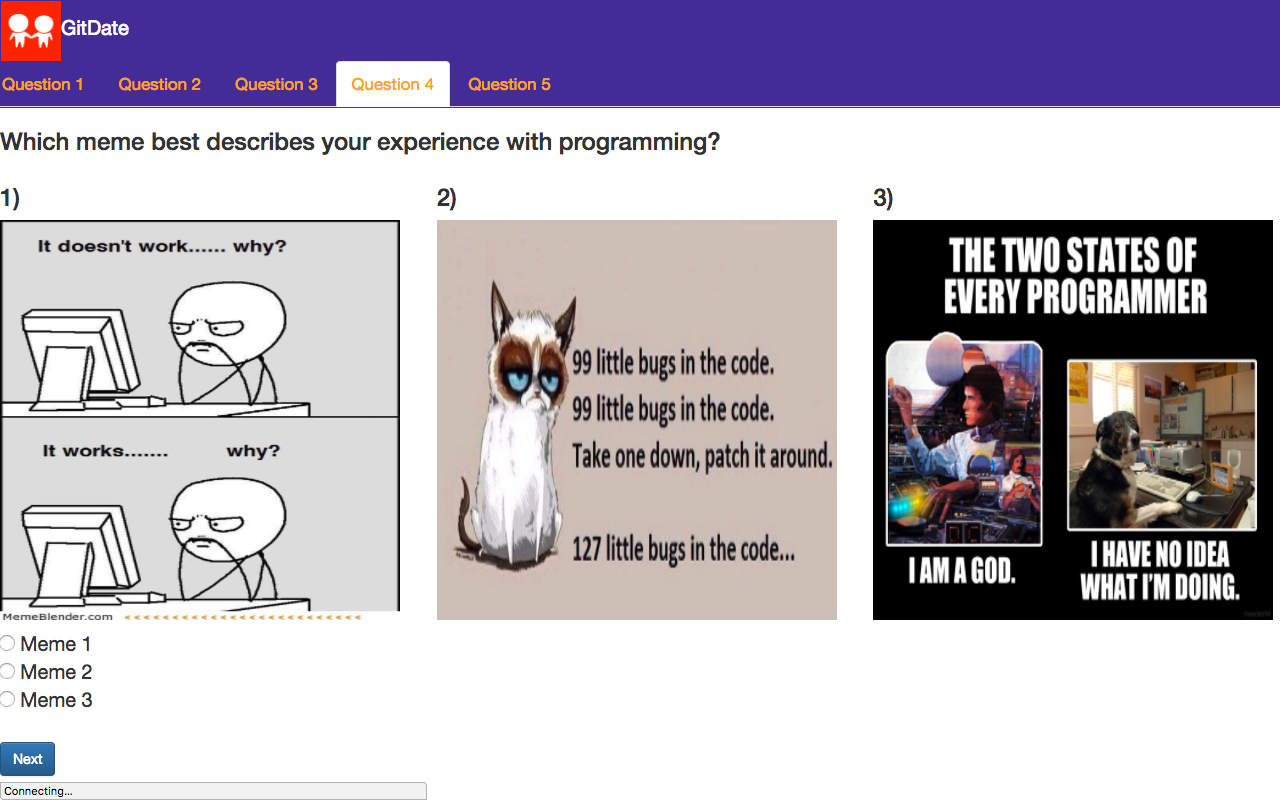 GitDate
Question 1 Question 2 Question 3 Question 4 Question 5
Which meme best describes your experience with programming?
1)
It doesn't work...... why?
It works....... why?
MemeBlender.com
2)
99 little bugs in the code.
99 little bugs in the code.
Take one down, patch it around.
127 little bugs in the code...
3)
THE TWO STATES OF
EVERY PROGRAMMER
I AM A GOD.
I HAVE NO IDEA
WHAT I'M DOING.
Meme 1
Meme 2
Meme 3
Next
Connecting...